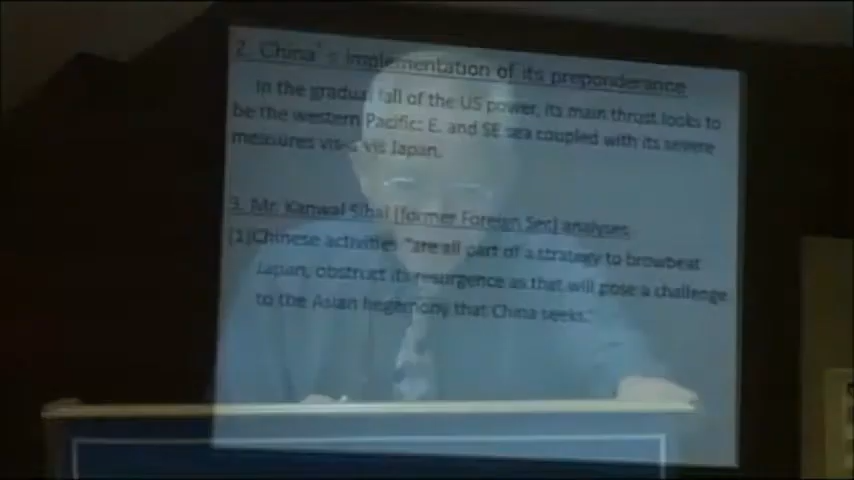 2. China's implementation of its preponderance
In the gradual fall of the US power, its main thrust looks to
be the western Pacific: E. and SE sea coupled with its severe
measures vis-à-vis Japan.
3. Mr. Kanwal Sibal [former Foreign Sec] analyses
(1)Chinese activities "are all part of a strategy to browbeat
Japan, obstruct its resurgence as that will pose a challenge
to the Asian hegemony that China seeks."